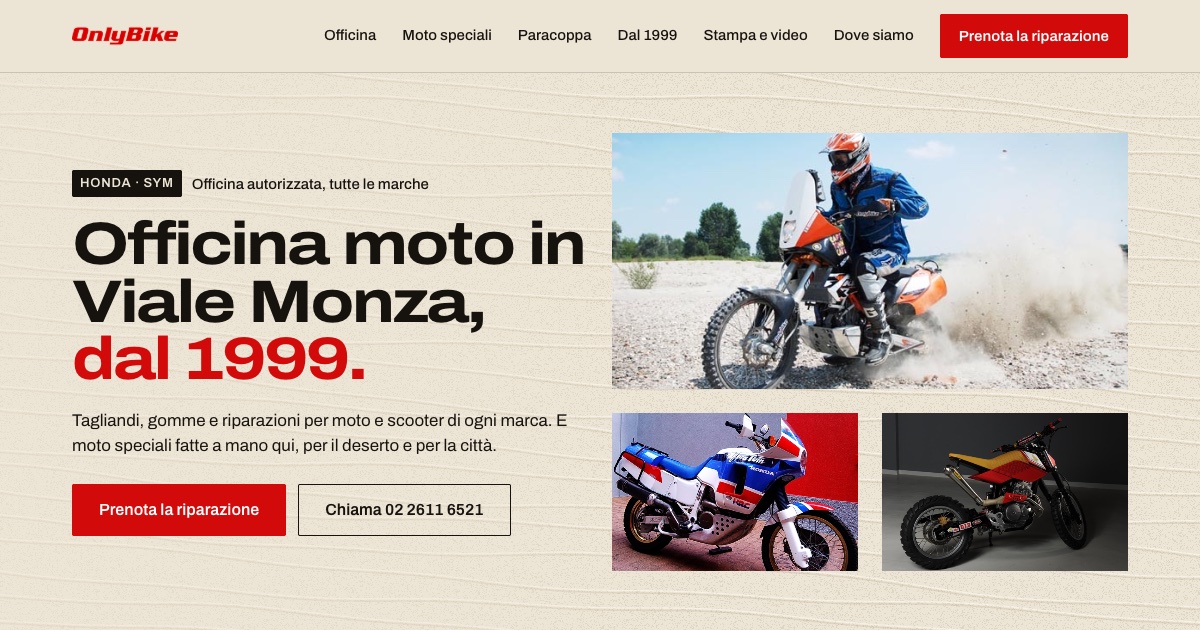 OnlyBike
Officina Moto speciali Paracoppa Dal 1999 Stampa e video Dove siamo Prenota la riparazione
HONDA · SYM Officina autorizzata, tutte le marche
Officina moto in
Viale Monza,
dal 1999.
Tagliandi, gomme e riparazioni per moto e scooter di ogni marca. E
moto speciali fatte a mano qui, per il deserto e per la città.
Prenota la riparazione Chiama 02 2611 6521
HONDA